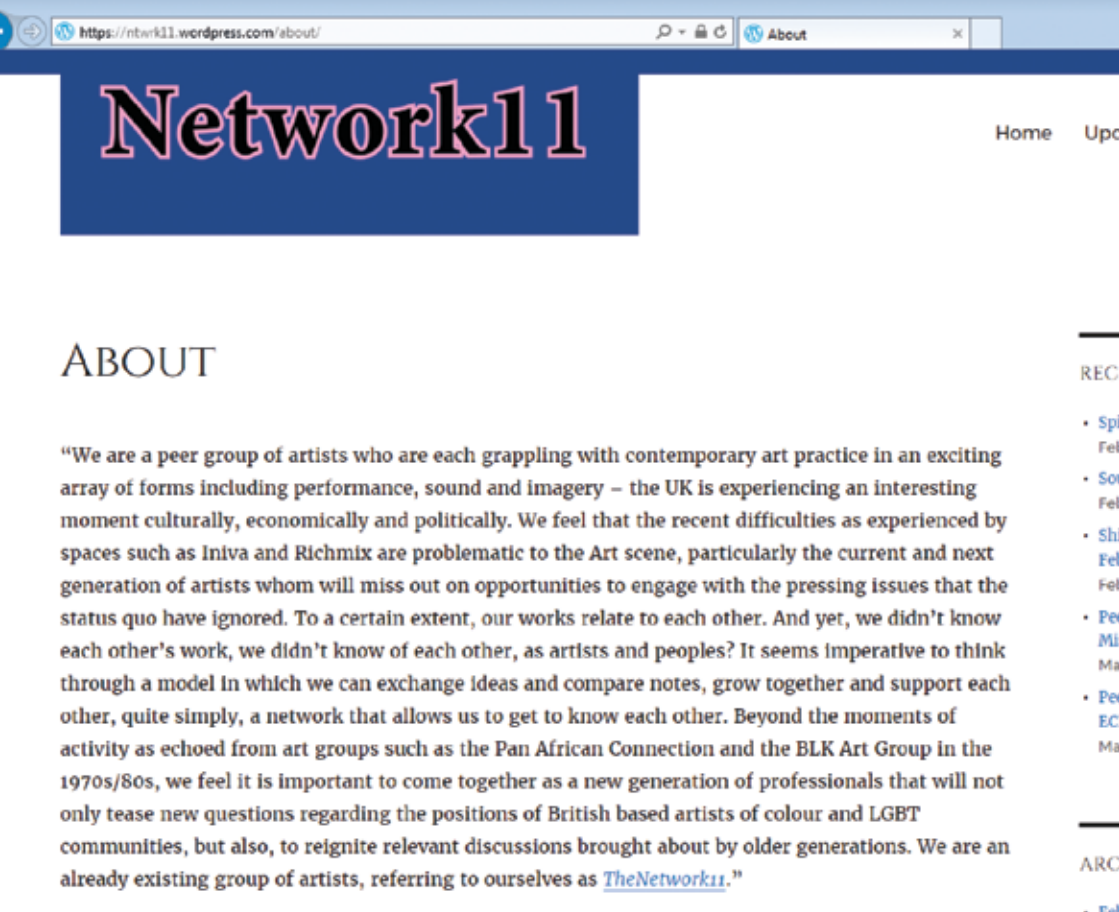 https://ntwrk11.wordpress.com/about/
About
Network11
Home
ABOUT
“We are a peer group of artists who are each grappling with contemporary art practice in an exciting
array of forms including performance, sound and imagery – the UK is experiencing an interesting
moment culturally, economically and politically. We feel that the recent difficulties as experienced by
spaces such as Iniva and Richmix are problematic to the Art scene, particularly the current and next
generation of artists whom will miss out on opportunities to engage with the pressing issues that the
status quo have ignored. To a certain extent, our works relate to each other. And yet, we didn’t know
each other’s work, we didn’t know of each other, as artists and peoples? It seems imperative to think
through a model in which we can exchange ideas and compare notes, grow together and support each
other, quite simply, a network that allows us to get to know each other. Beyond the moments of
activity as echoed from art groups such as the Pan African Connection and the BLK Art Group in the
1970s/80s, we feel it is important to come together as a new generation of professionals that will not
only tease new questions regarding the positions of British based artists of colour and LGBT
communities, but also, to reignite relevant discussions brought about by older generations. We are an
already existing group of artists, referring to ourselves as TheNetwork11.”